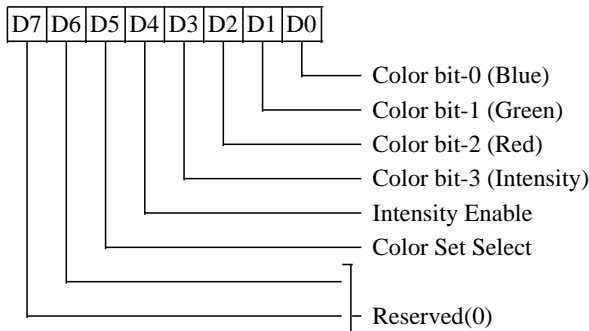 D7 D6 D5 D4 D3 D2 D1 D0
Color bit-0 (Blue)
Color bit-1 (Green)
Color bit-2 (Red)
Color bit-3 (Intensity)
Intensity Enable
Color Set Select
Reserved(0)